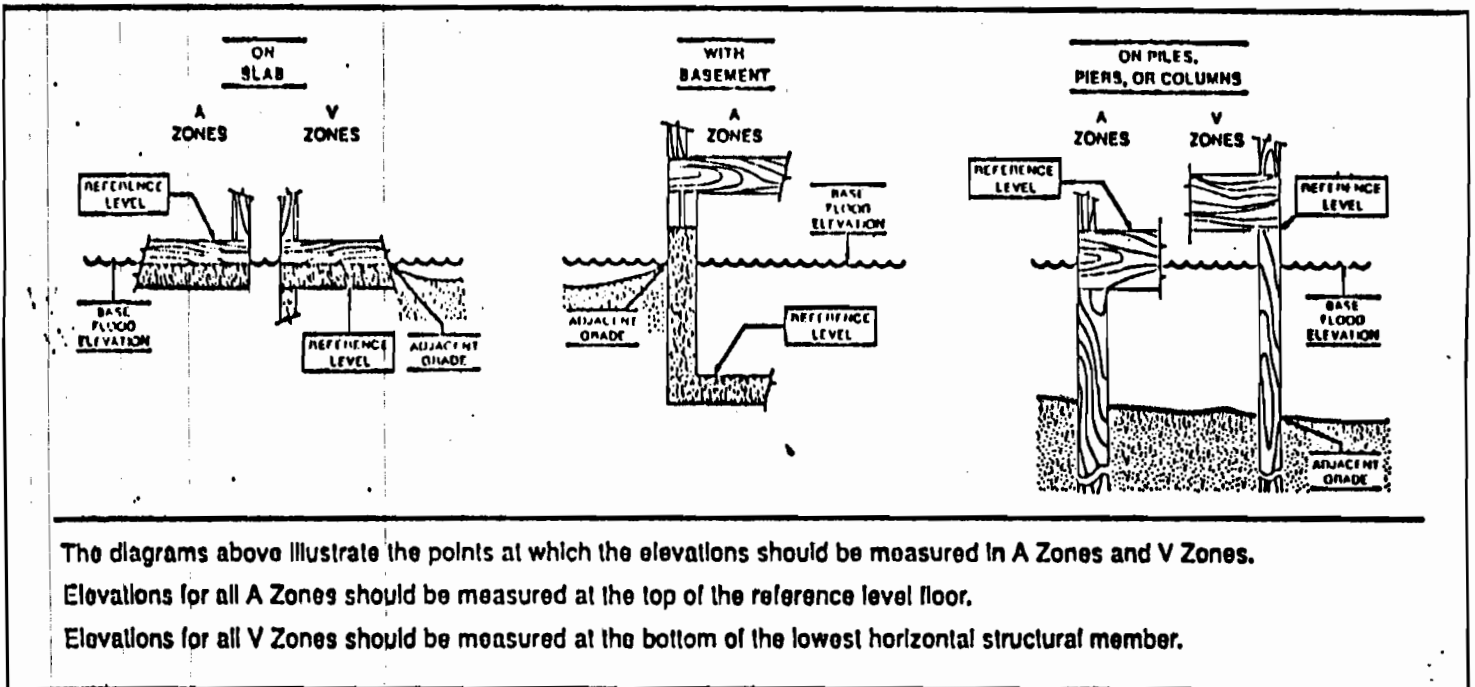 ON
SLAB
A
ZONES
V
ZONES
REFERENCE
LEVEL
BASE
FLOOD
ELEVATION
REFERENCE
LEVEL
ADJACENT
GRADE
WITH
BASEMENT
A
ZONES
BASE
FLOOD
ELEVATION
ADJACENT
GRADE
REFERENCE
LEVEL
ON PILES,
PIERS, OR COLUMNS
A
ZONES
V
ZONES
REFERENCE
LEVEL
REFERENCE
LEVEL
BASE
FLOOD
ELEVATION
ADJACENT
GRADE
The diagrams above illustrate the points at which the elevations should be measured in A Zones and V Zones.
Elevations for all A Zones should be measured at the top of the reference level floor.
Elevations for all V Zones should be measured at the bottom of the lowest horizontal structural member.